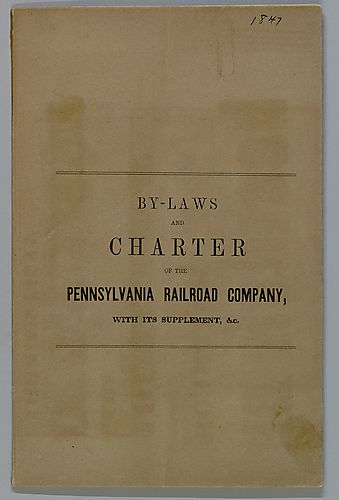 1847
BY-LAWS
AND
CHARTER
OF THE
PENNSYLVANIA RAILROAD COMPANY,
WITH ITS SUPPLEMENT, &c.